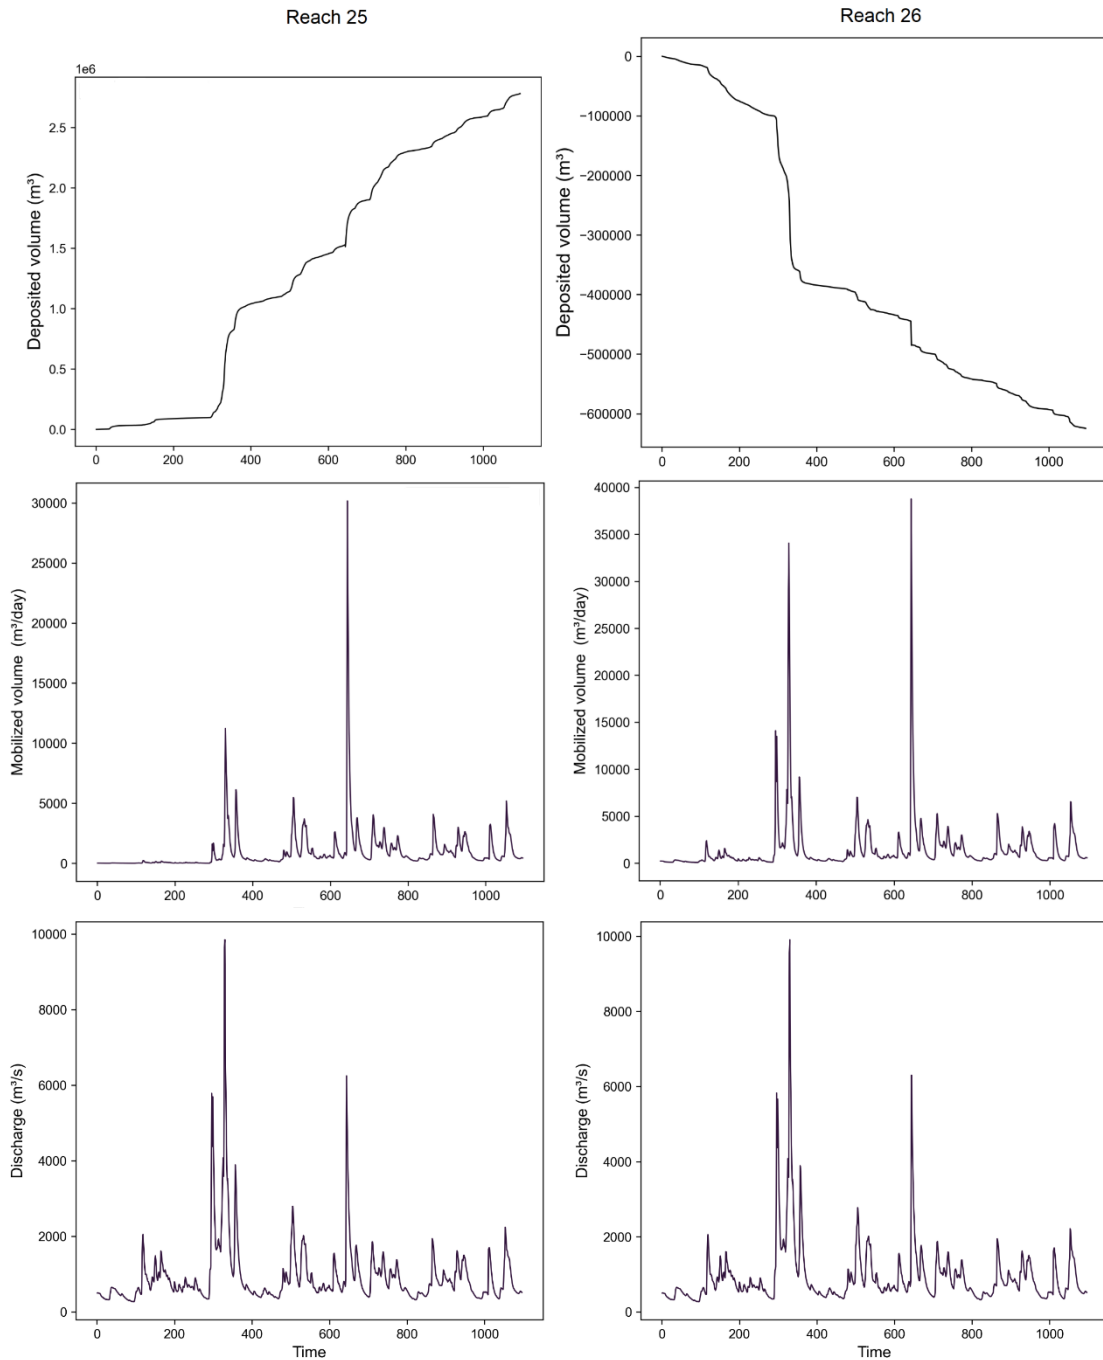 Reach 25
Reach 26
1e6
Deposited volume (m³)
2.5
2.0
1.5
1.0
0.5
0.0
0 200 400 600 800 1000
Deposited volume (m³)
0
−100000
−200000
−300000
−400000
−500000
−600000
0 200 400 600 800 1000
Mobilized volume (m³/day)
30000
25000
20000
15000
10000
5000
0
0 200 400 600 800 1000
Mobilized volume (m³/day)
40000
35000
30000
25000
20000
15000
10000
5000
0
0 200 400 600 800 1000
Discharge (m³/s)
10000
8000
6000
4000
2000
0
0 200 400 600 800 1000
Time
Discharge (m³/s)
10000
8000
6000
4000
2000
0
0 200 400 600 800 1000
Time